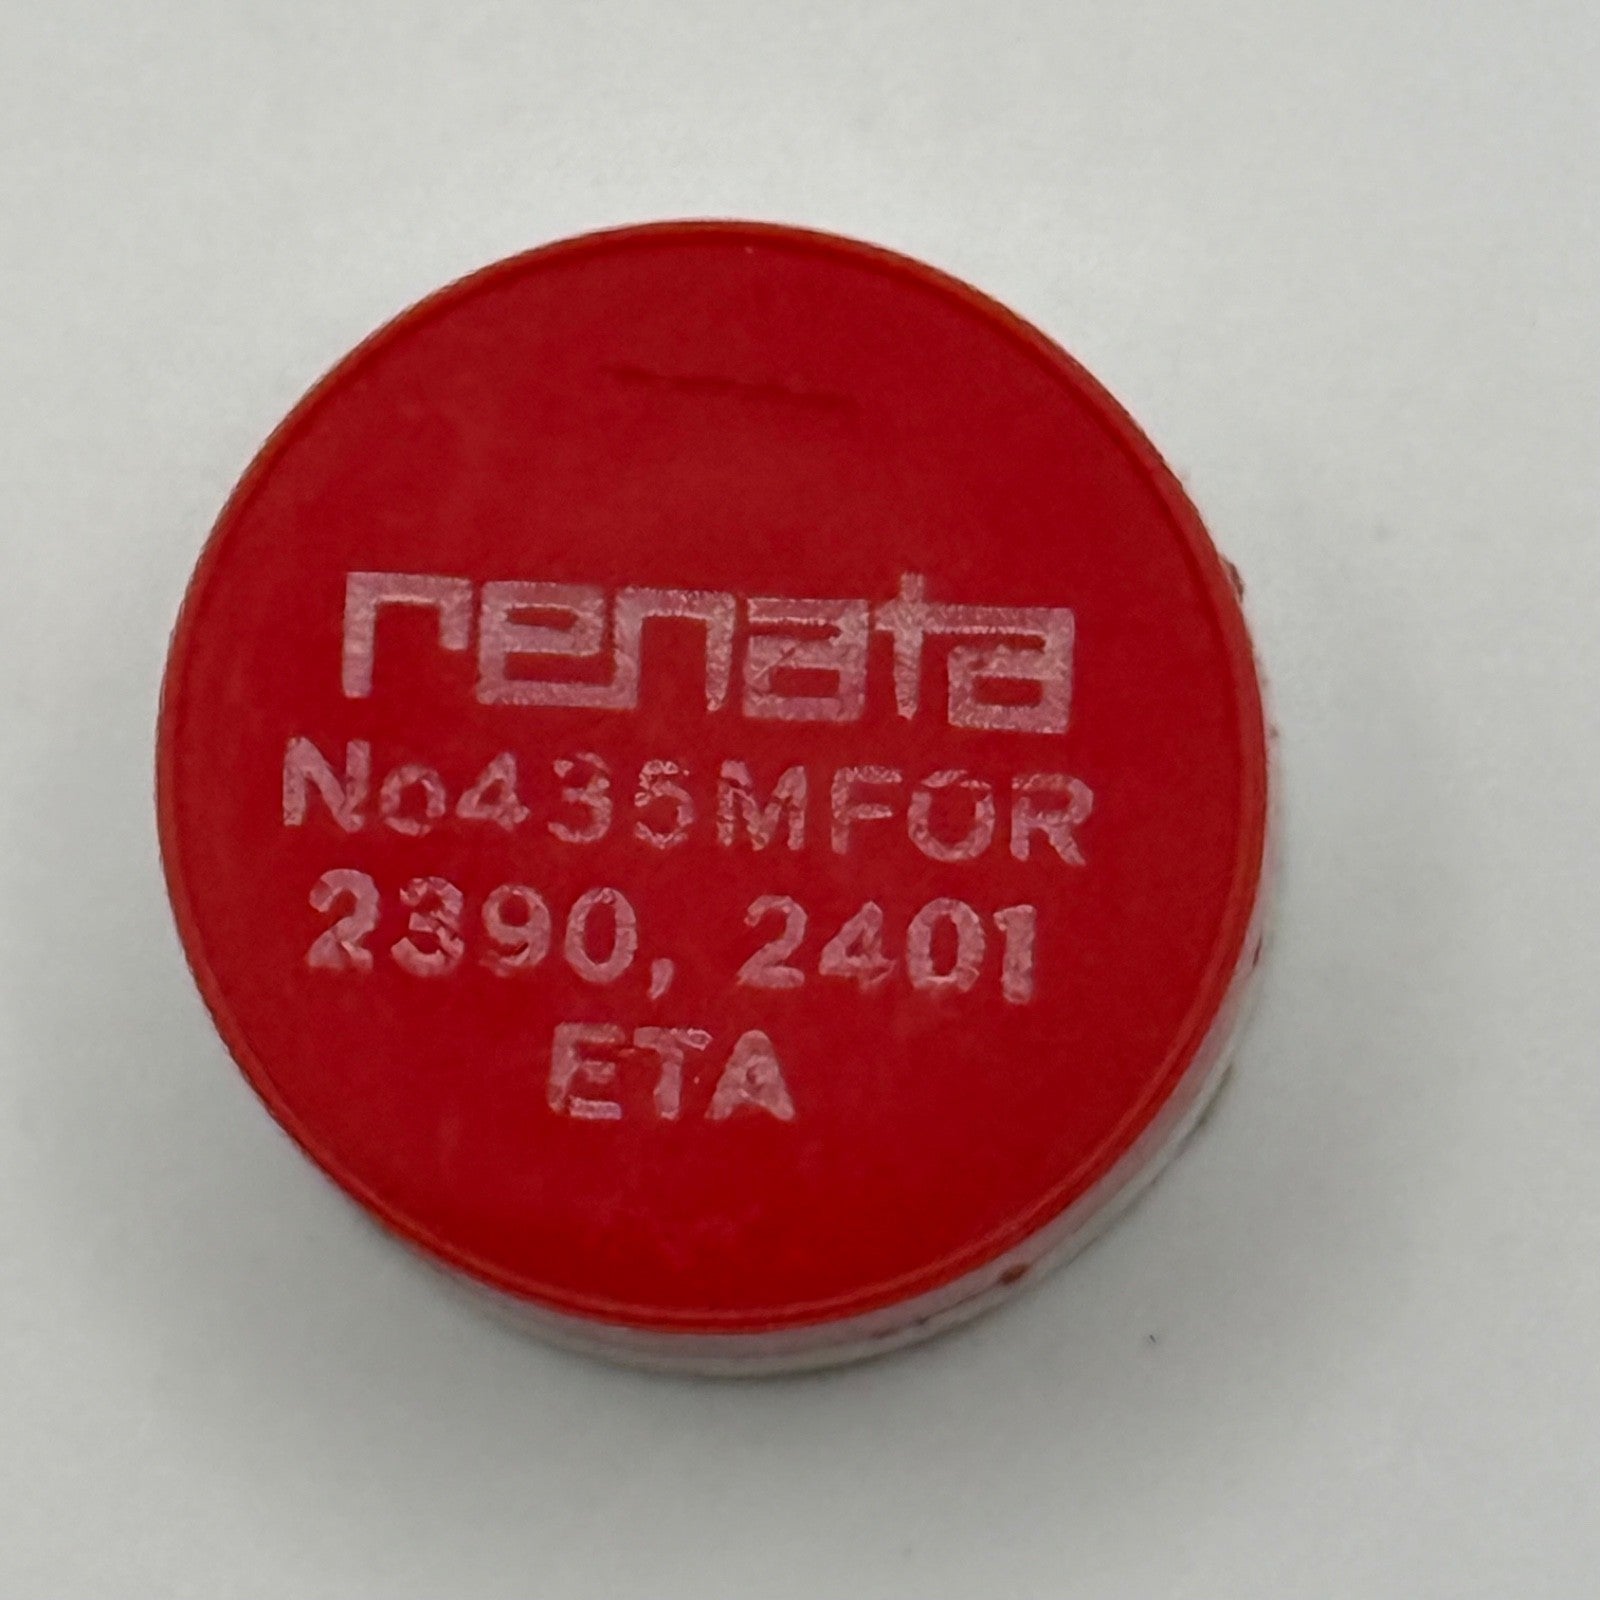 renata
No435MFOR
2390, 2401
ETA